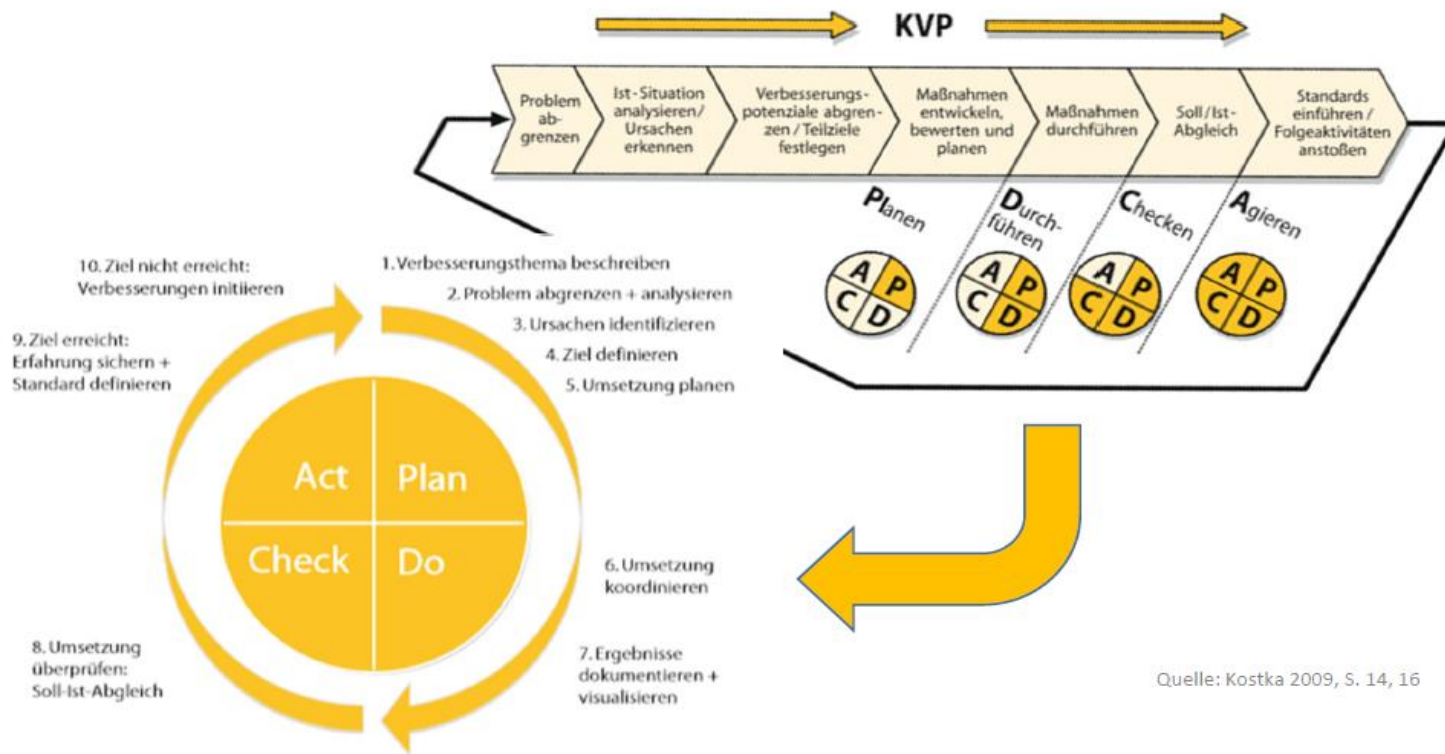 KVP
Problem
ab-
grenzen
Ist-Situation
analysieren/
Ursachen
erkennen
Verbesserungs-
potenziale abgren-
zen/Teilziele
festlegen
Maßnahmen
entwickeln,
bewerten und
planen
Maßnahmen
durchführen
Soll/Ist-
Abgleich
Standards
einführen/
Folgeaktivitäten
anstoßen
Planen
Durch-
führen
Checken
Agieren
A P
C D
A P
C D
A P
C D
A P
C D
10. Ziel nicht erreicht:
Verbesserungen initiieren
1. Verbesserungsthema beschreiben
2. Problem abgrenzen + analysieren
3. Ursachen identifizieren
4. Ziel definieren
5. Umsetzung planen
9. Ziel erreicht:
Erfahrung sichern +
Standard definieren
Act Plan
Check Do
6. Umsetzung
koordinieren
7. Ergebnisse
dokumentieren +
visualisieren
8. Umsetzung
überprüfen:
Soll-Ist-Abgleich
Quelle: Kostka 2009, S. 14, 16